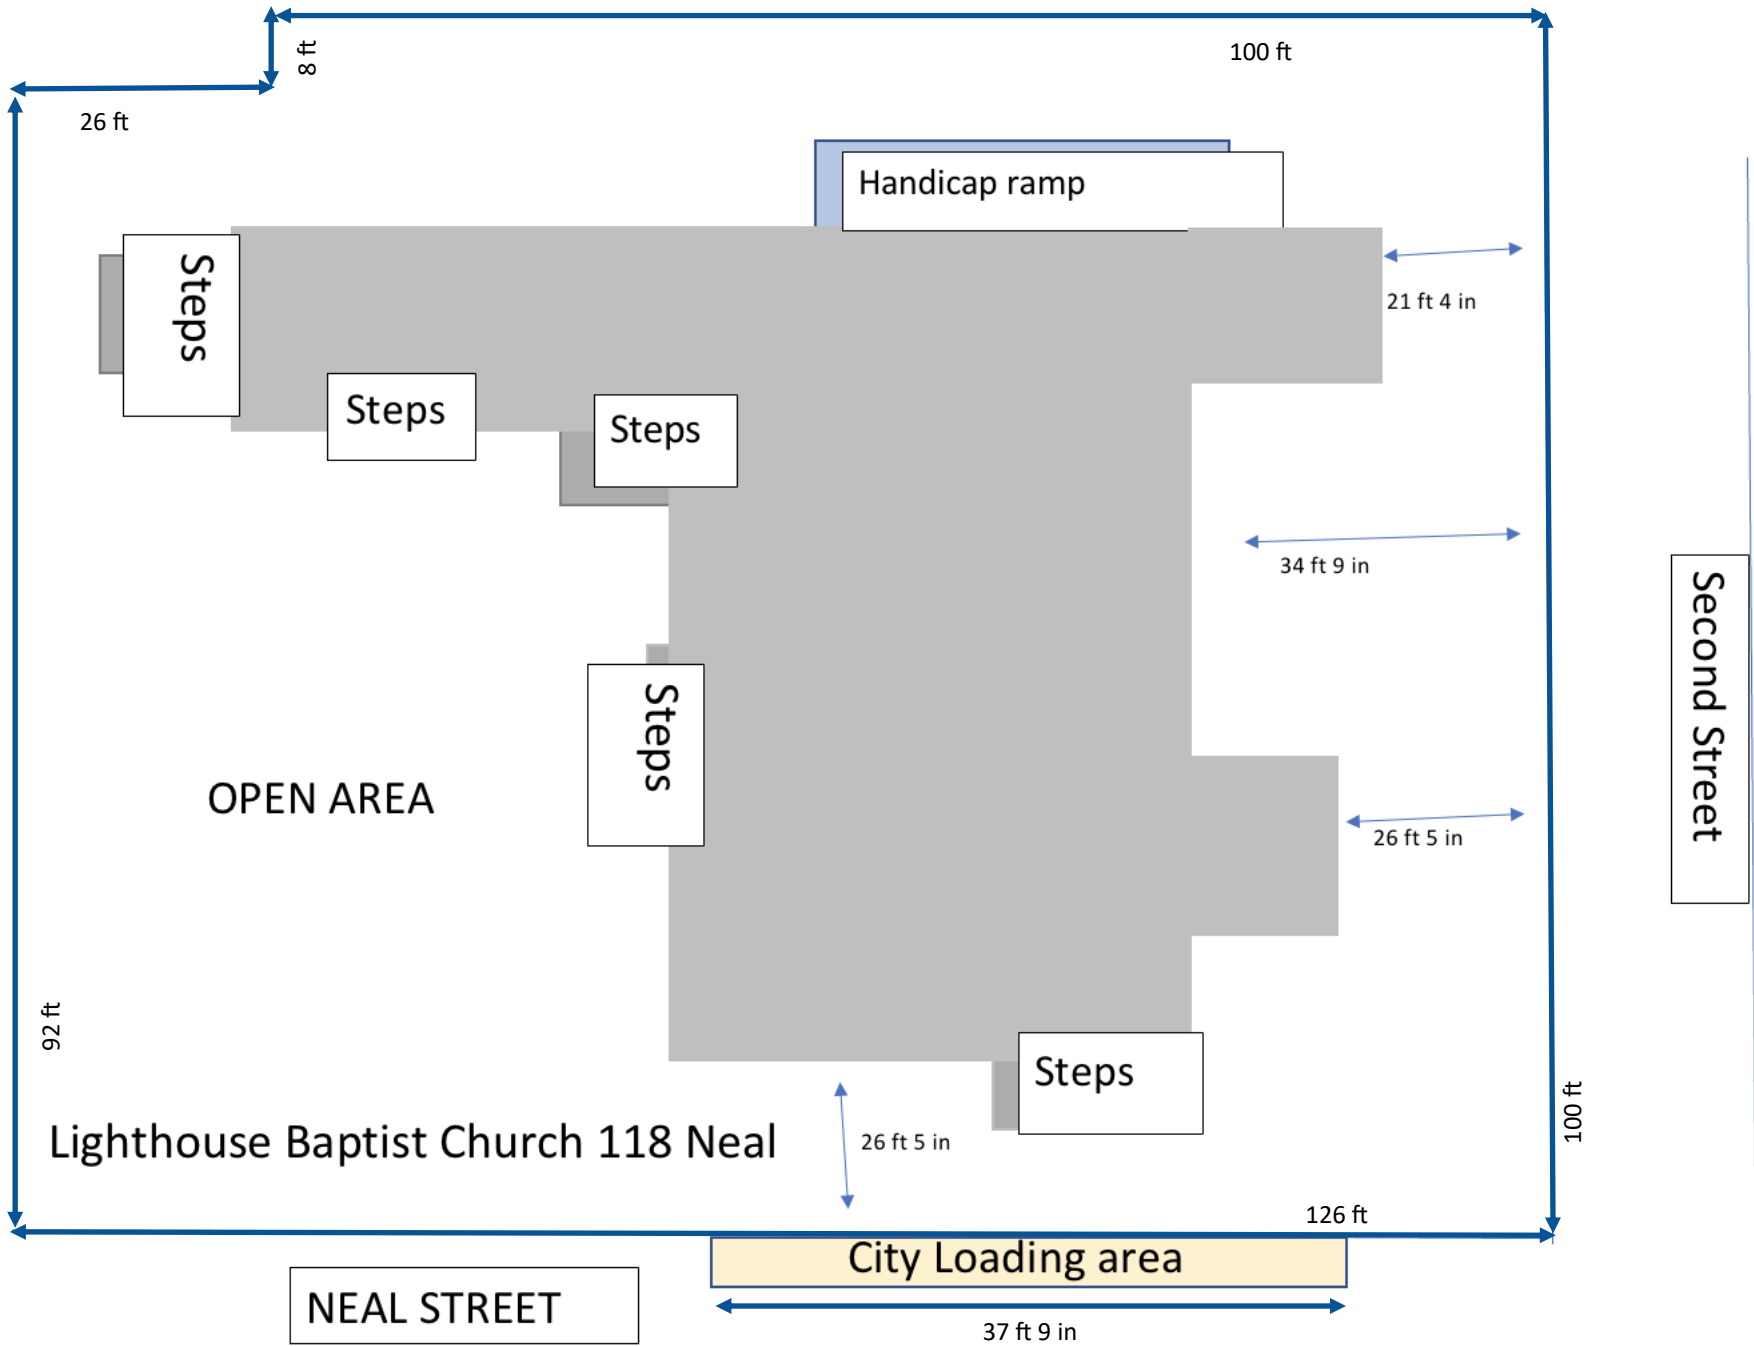 8 ft
100 ft
26 ft
Handicap ramp
Steps
21 ft 4 in
Steps
Steps
34 ft 9 in
Second Street
Steps
OPEN AREA
26 ft 5 in
92 ft
Steps
100 ft
Lighthouse Baptist Church 118 Neal
26 ft 5 in
126 ft
City Loading area
NEAL STREET
37 ft 9 in